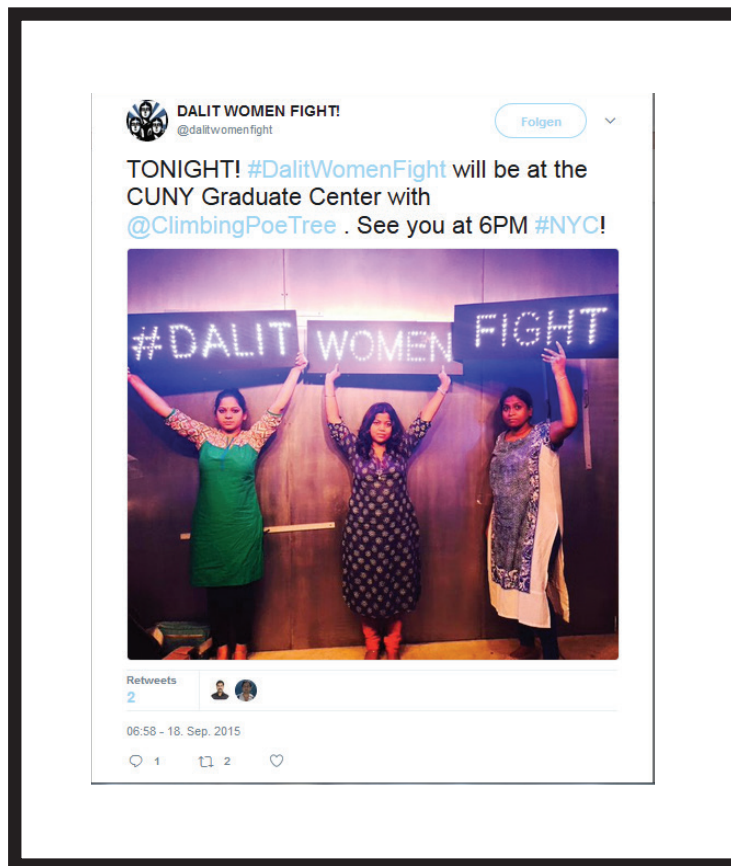 DALIT WOMEN FIGHT!
@dalitwomenfight
Folgen
TONIGHT! #DalitWomenFight will be at the
CUNY Graduate Center with
@ClimbingPoeTree . See you at 6PM #NYC!
#DALIT WOMEN FIGHT
Retweets
2
06:58 - 18. Sep. 2015
1 2